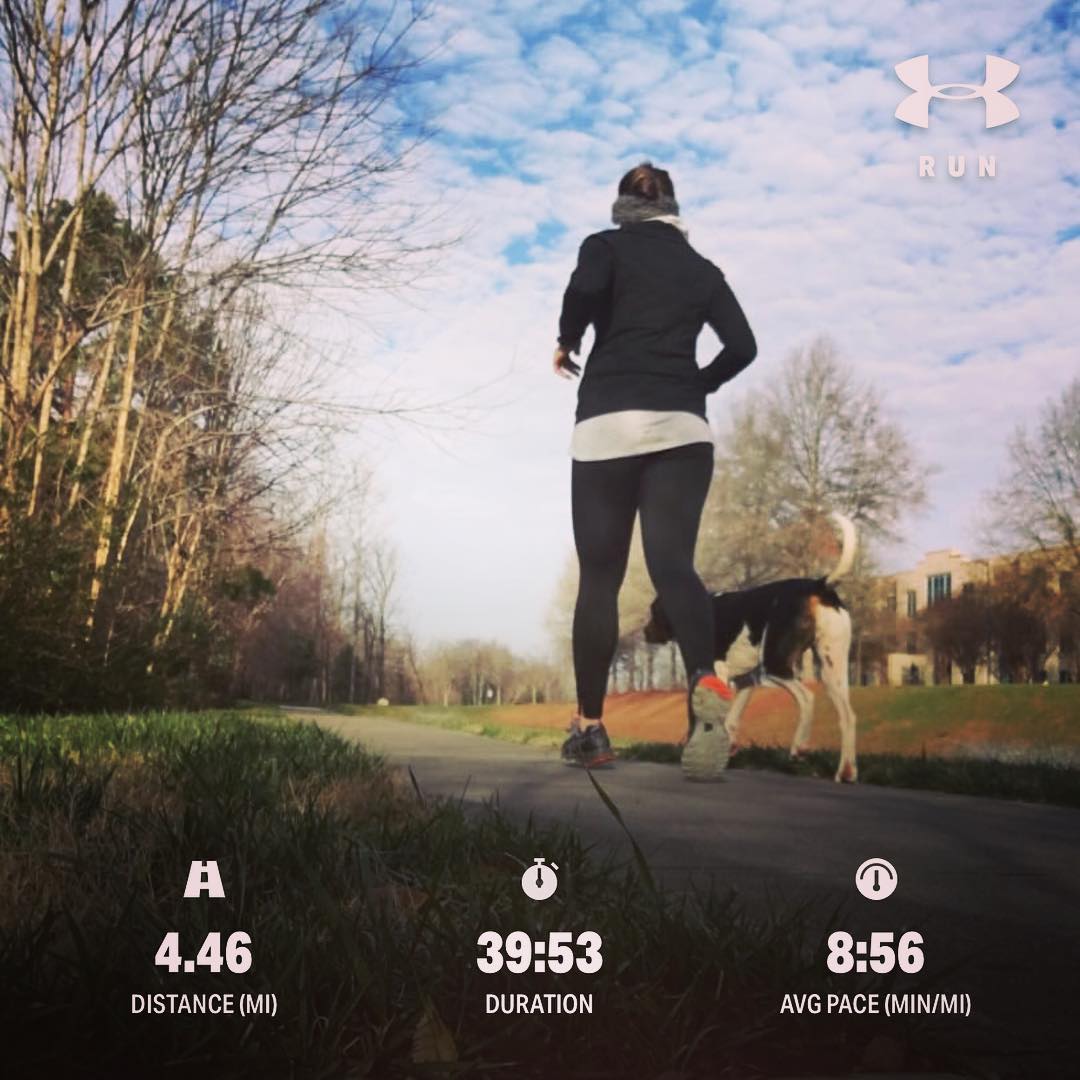 RUN
4.46
39:53
8:56
DISTANCE (MI)
DURATION
AVG PACE (MIN/MI)